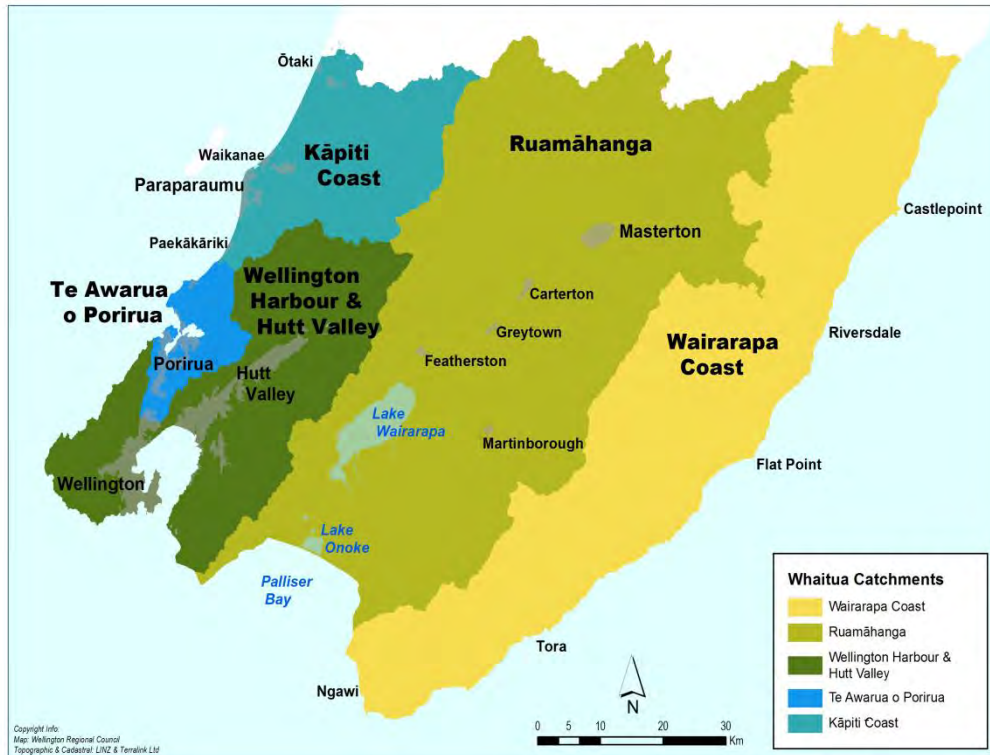 Ōtaki
Kāpiti
Coast
Waikanae
Paraparaumu
Paekākāriki
Ruamāhanga
Castlepoint
Masterton
Te Awarua
o Porirua
Wellington
Harbour &
Hutt Valley
Carterton
Greytown
Featherston
Riversdale
Wairarapa
Coast
Porirua
Hutt
Valley
Lake
Wairarapa
Martinborough
Flat Point
Wellington
Lake
Onoke
Palliser
Bay
Tora
Ngawi
N
0 5 10 20 30
Km
Whaitua Catchments
Wairarapa Coast
Ruamāhanga
Wellington Harbour &
Hutt Valley
Te Awarua o Porirua
Kāpiti Coast
Copyright info:
Map: Wellington Regional Council
Topographic & Cadastral: LINZ & Terralink Ltd